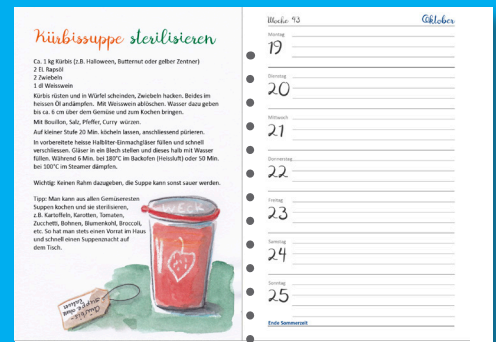 Kürbissuppe sterilisieren
Ca. 1 kg Kürbis (z.B. Halloween, Butternut oder gelber Zentner)
2 EL Rapsöl
2 Zwiebeln
1 dl Weisswein
Kürbis rüsten und in Würfel scheinden, Zwiebeln hacken. Beides im
heissen Öl andämpfen. Mit Weisswein ablöschen. Wasser dazu geben
bis ca. 6 cm über dem Gemüse und zum Kochen bringen.
Mit Bouillon, Salz, Pfeffer, Curry würzen.
Auf kleiner Stufe 20 Min. köcheln lassen, anschliessend pürieren.
In vorbereitete heisse Halbliter-Einmachgläser füllen und schnell
verschliessen. Gläser in ein Blech stellen und dieses halb mit Wasser
füllen. Während 6 Min. bei 180°C im Backofen (Heissluft) oder 50 Min.
bei 100°C im Steamer dämpfen.
Wichtig: Keinen Rahm dazugeben, die Suppe kann sonst sauer werden.
Tipp: Man kann aus allen Gemüseresten
Suppen kochen und sie sterilisieren,
z.B. Kartoffeln, Karotten, Tomaten,
Zucchetti, Bohnen, Blumenkohl, Broccoli,
etc. So hat man stets einen Vorrat im Haus
und schnell einen Suppenznacht auf
dem Tisch.
WECK
Kürbis-
suppe ohne
Rahm
Woche 43
Oktober
Montag
19
Dienstag
20
Mittwoch
21
Donnerstag
22
Freitag
23
Samstag
24
Sonntag
25
Ende Sommerzeit